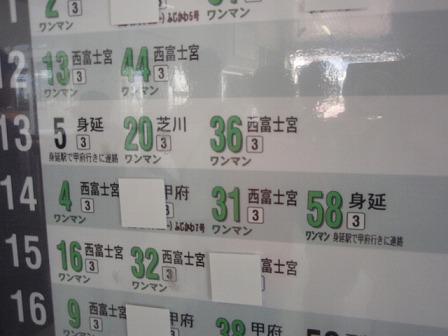 2
ワンマン
ふじかわ5号
12
13 西富士宮 3 ワンマン
44 西富士宮 3 ワンマン
13
5 身延 3 身延駅で甲府行きに連絡
20 芝川 3 ワンマン
36 西富士宮 3 ワンマン
14
4 西富士宮 3 ワンマン
甲府 ふじかわ7号
31 西富士宮 3 ワンマン
58 身延 3 ワンマン 身延駅で甲府行きに連絡
15
16 西富士宮 3 ワンマン
32 西富士宮 3 ワンマン
富士宮 3
16
9 西富士宮 3
甲府
38 甲府